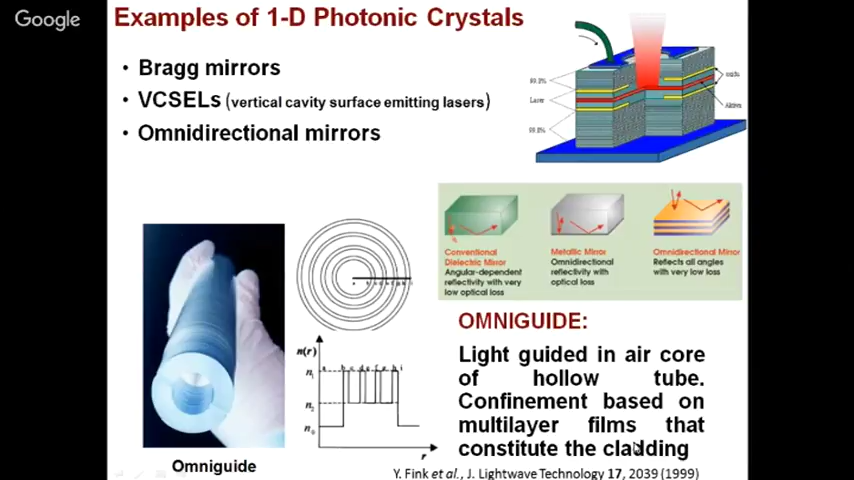 Google
Examples of 1-D Photonic Crystals
• Bragg mirrors
• VCSELs (vertical cavity surface emitting lasers)
• Omnidirectional mirrors
Laser
Conventional
Dielectric Mirror
Angular-dependent
reflectivity with very
low optical loss
Metallic Mirror
Omnidirectional
reflectivity with
optical loss
Omnidirectional Mirror
Reflects all angles
with very low loss
n(r)
n₁
n₂
n₀
r
Omniguide
OMNIGUIDE:
Light guided in air core
of hollow tube.
Confinement based on
multilayer films that
constitute the cladding
Y. Fink et al., J. Lightwave Technology 17, 2039 (1999)